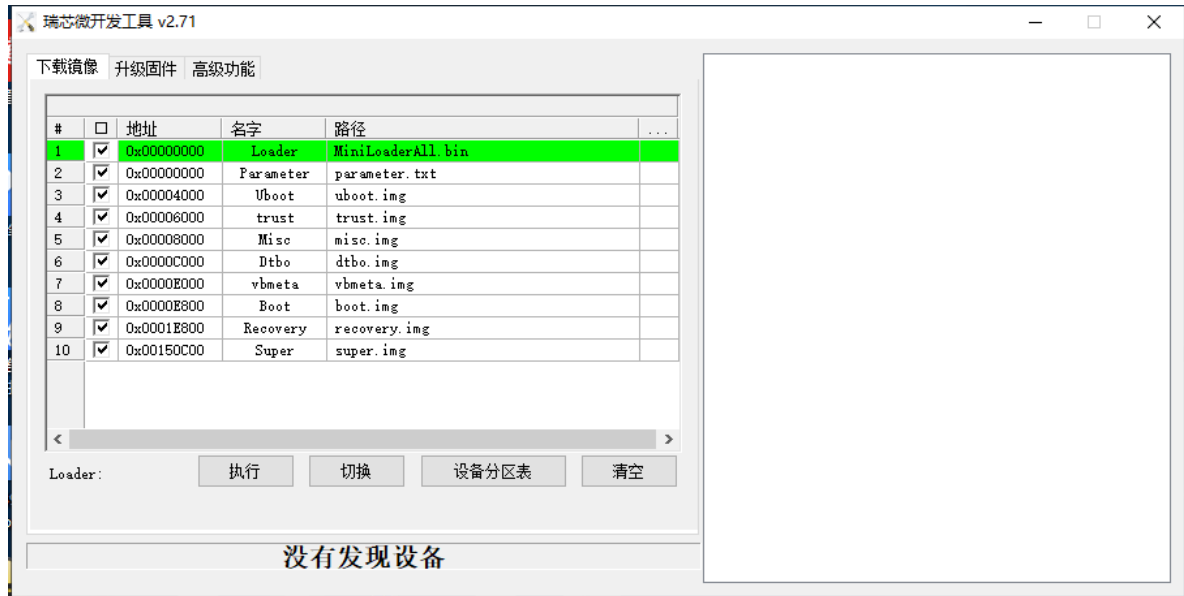 瑞芯微开发工具 v2.71
下载镜像 升级固件 高级功能
# 地址 名字 路径 ...
1 0x00000000 Loader MiniLoaderAll.bin
2 0x00000000 Parameter parameter.txt
3 0x00004000 Uboot uboot.img
4 0x00006000 trust trust.img
5 0x00008000 Misc misc.img
6 0x0000C000 Dtbo dtbo.img
7 0x0000E000 vbmeta vbmeta.img
8 0x0000E800 Boot boot.img
9 0x0001E800 Recovery recovery.img
10 0x00150C00 Super super.img
Loader: 执行 切换 设备分区表 清空
没有发现设备